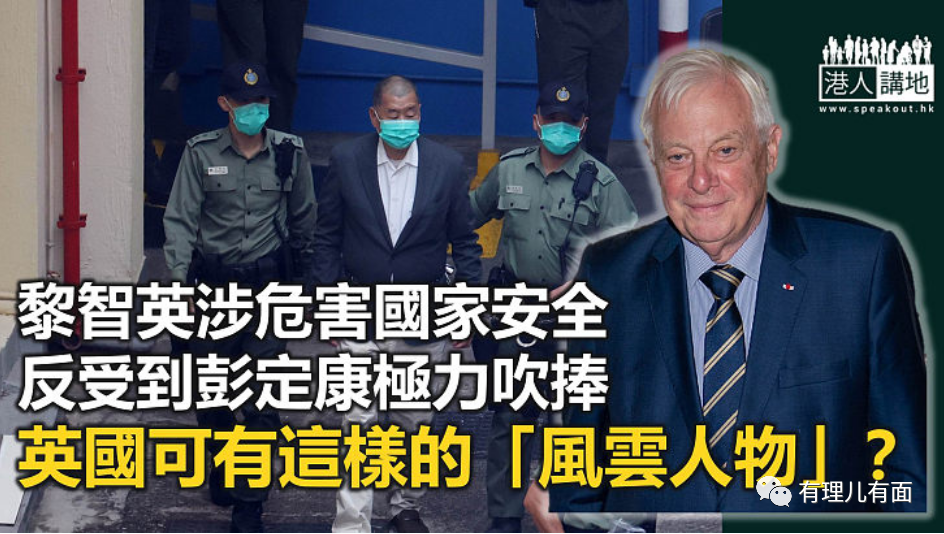 港人講地
www.speakout.hk
黎智英涉危害國家安全
反受到彭定康極力吹捧
英國可有這樣的「風雲人物」？
有理儿有面